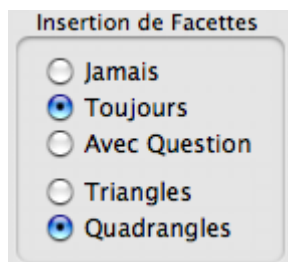 Insertion de Facettes
Jamais
Toujours
Avec Question
Triangles
Quadrangles